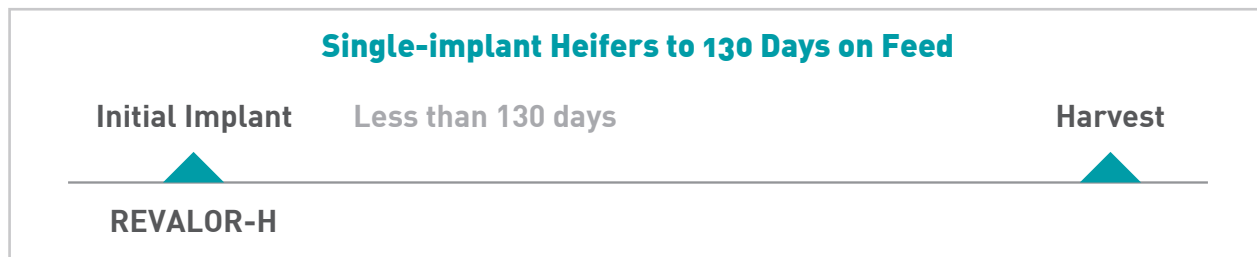 Single-implant Heifers to 130 Days on Feed
Initial Implant Less than 130 days Harvest
REVALOR-H